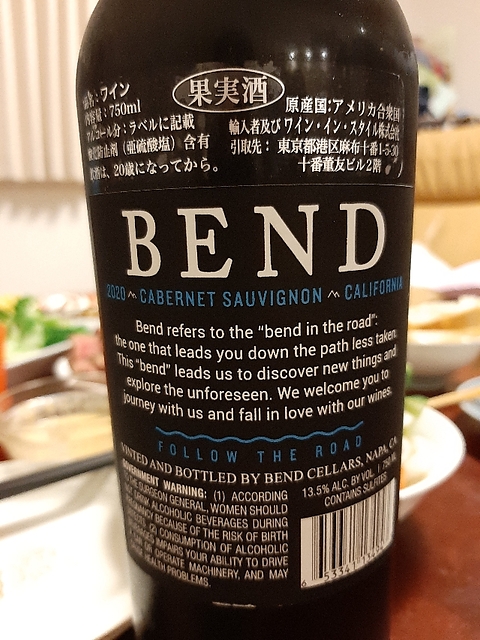 果実酒
品名：ワイン
内容量：750ml
アルコール分：ラベルに記載
酸化防止剤（亜硫酸塩）含有
飲酒は、20歳になってから。
原産国:アメリカ合衆国
輸入者及び ワイン・イン・スタイル株式会社
引取先： 東京都港区麻布十番1-5-30
十番董友ビル2階
BEND
2020 CABERNET SAUVIGNON CALIFORNIA
Bend refers to the “bend in the road”:
the one that leads you down the path less taken.
This “bend” leads us to discover new things and
explore the unforeseen. We welcome you to
journey with us and fall in love with our wines.
FOLLOW THE ROAD
VINTED AND BOTTLED BY BEND CELLARS, NAPA, CA
GOVERNMENT WARNING: (1) ACCORDING
THE SURGEON GENERAL, WOMEN SHOULD
NOT DRINK ALCOHOLIC BEVERAGES DURING
PREGNANCY BECAUSE OF THE RISK OF BIRTH
(2) CONSUMPTION OF ALCOHOLIC
BEVERAGES IMPAIRS YOUR ABILITY TO DRIVE
OR OPERATE MACHINERY, AND MAY
HEALTH PROBLEMS.
13.5% ALC. BY VOL. | 750 ML
CONTAINS SULFITES